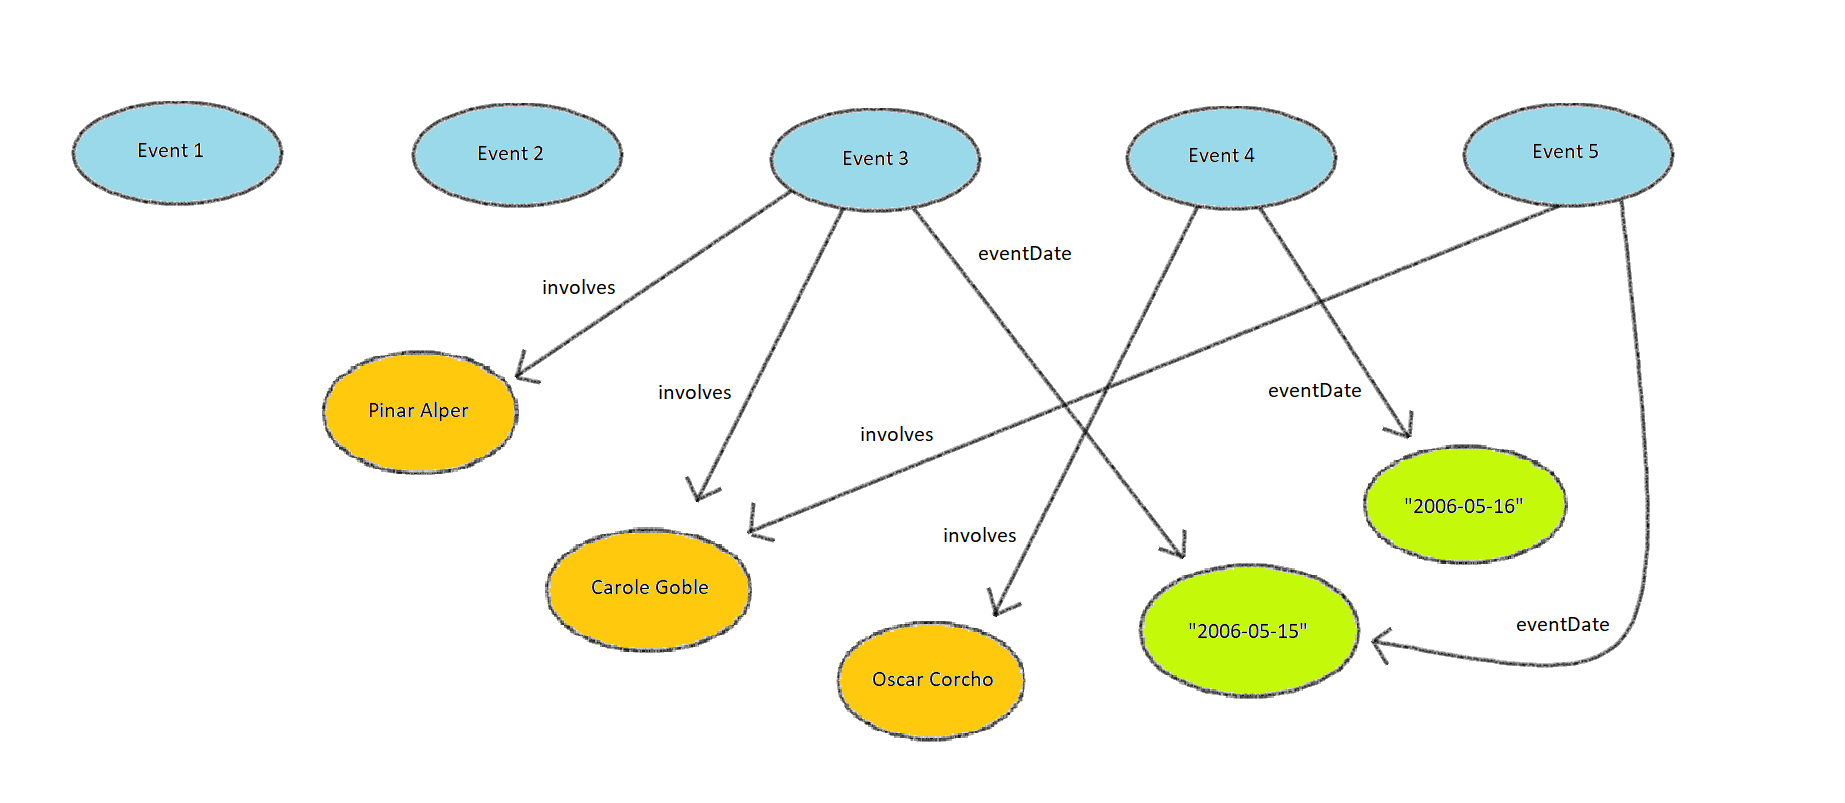 Event 1
Event 2
Event 3
Event 4
Event 5
eventDate
involves
involves
eventDate
Pinar Alper
involves
"2006-05-16"
involves
Carole Goble
eventDate
"2006-05-15"
Oscar Corcho